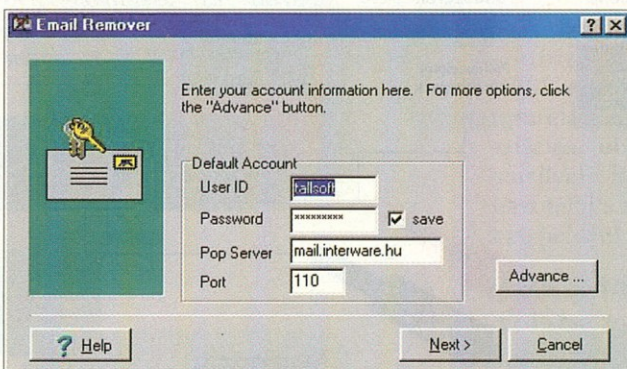 Email Remover
Enter your account information here. For more options, click
the "Advance" button.
Default Account
User ID tallsoft
Password ********* save
Pop Server mail.interware.hu
Port 110
Advance ...
? Help
Next >
Cancel